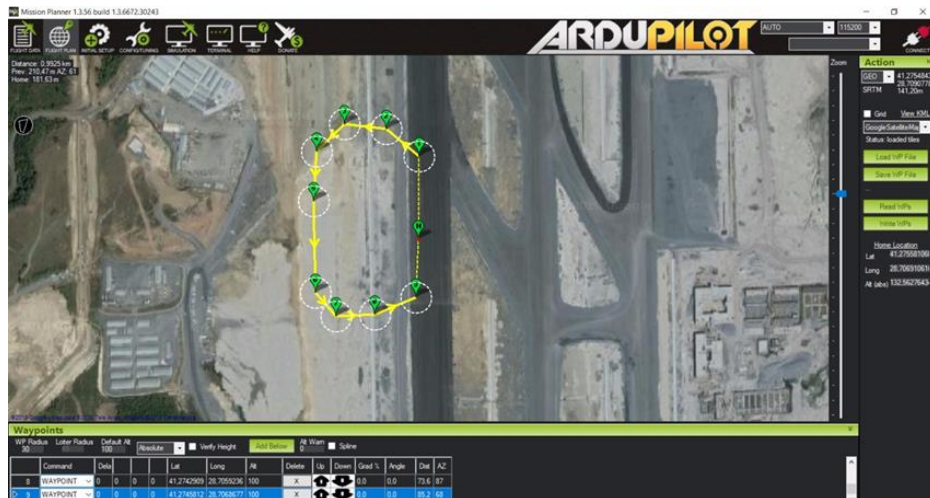 Mission Planner 1.3.56 build 1.3.6672.30243
FLIGHT DATA FLIGHT PLAN INITIAL SETUP CONFIG/TUNING SIMULATION TERMINAL HELP DONATE
ARDUPILOT
AUTO 115200
CONNECT
Distance: 0,9925 km
Prev: 210,47 m AZ: 61
Home: 181,63 m
Zoom
Action
GEO 41,2754843
28,7090778
SRTM 141,20m
Grid View KML
GoogleSatelliteMap
Status: loaded tiles
Load WP File
Save WP File
Read WPs
Write WPs
Home Location
Lat 41,2755810
Long 28,7069106
Alt (abs) 132,5627643
H
Waypoints
WP Radius Loiter Radius Default Alt Alt Warn
30 100 Absolute Verify Height Add Below 0 Spline
Command Dela Lat Long Alt Delete Up Down Grad % Angle Dist AZ
8 WAYPOINT 0 0 0 0 41,2742909 28,7059236 100 X 0.0 0.0 73.6 87
9 WAYPOINT 0 0 0 0 41,2745812 28,7068677 100 X 0.0 0.0 85.2 68